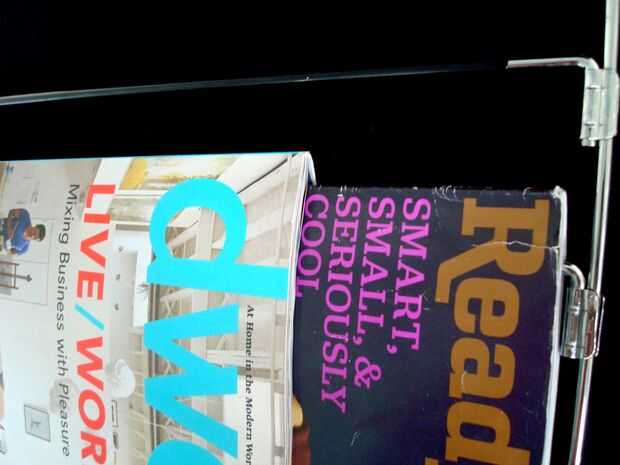 Read
SMART,
SMALL, &
SERIOUSLY
COOL
dw
At Home in the Modern Wor
LIVE/WOR
Mixing Business with Pleasure